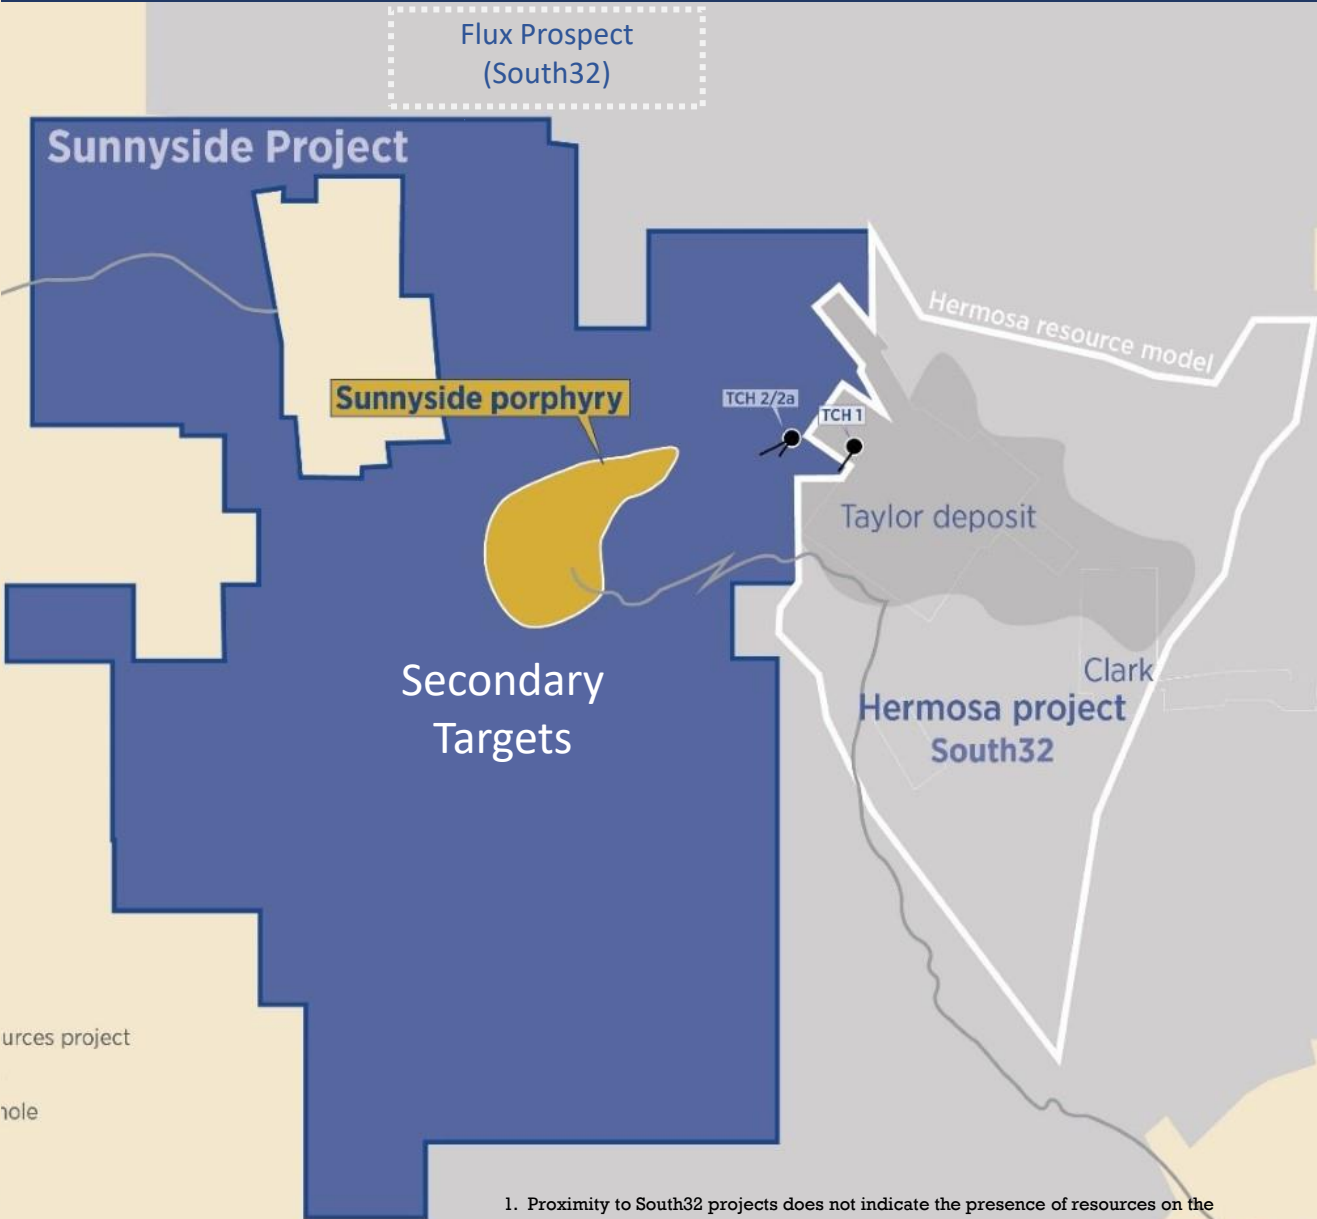 Flux Prospect
(South32)
Sunnyside Project
Hermosa resource model
Sunnyside porphyry
TCH 2/2a
TCH 1
Taylor deposit
Secondary
Targets
Clark
Hermosa project
South32
urces project
hole
1. Proximity to South32 projects does not indicate the presence of resources on the